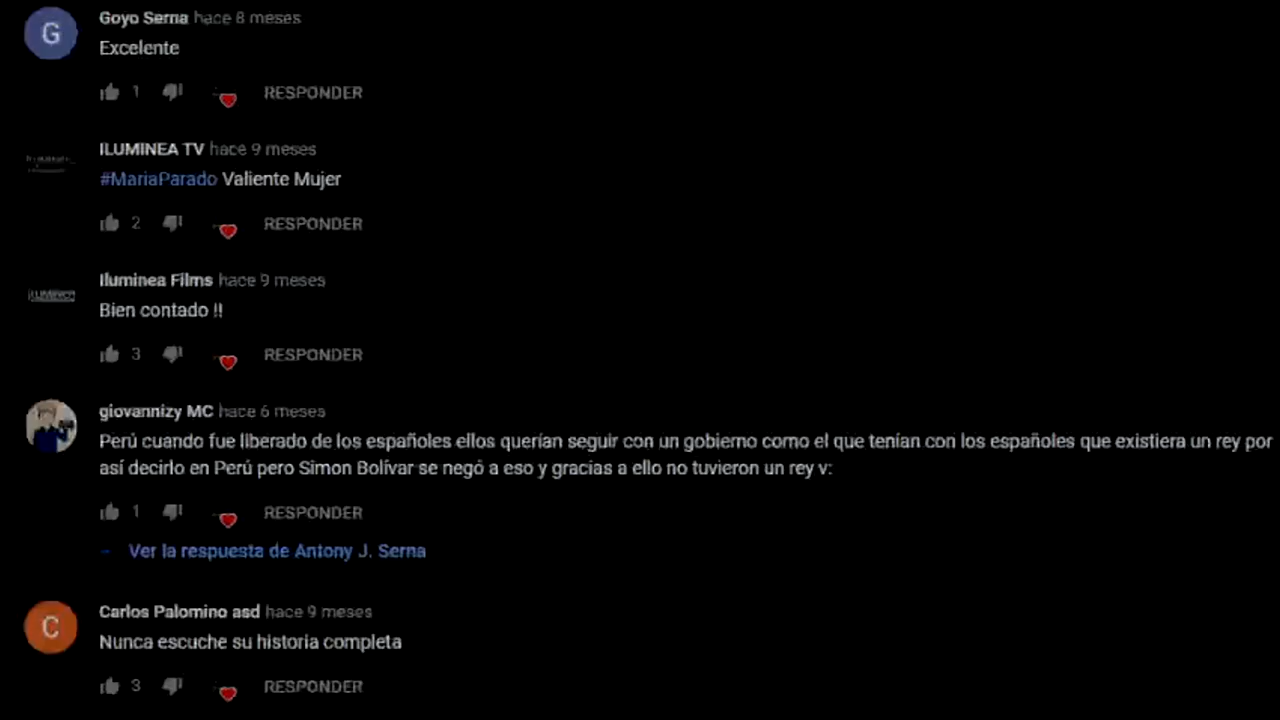 G
Goyo Serna hace 8 meses
Excelente
1 RESPONDER
ILUMINEA TV hace 9 meses
#MariaParado Valiente Mujer
2 RESPONDER
Iluminea Films hace 9 meses
Bien contado !!
3 RESPONDER
giovannizy MC hace 6 meses
Perú cuando fue liberado de los españoles ellos querían seguir con un gobierno como el que tenían con los españoles que existiera un rey por
así decirlo en Perú pero Simon Bolívar se negó a eso y gracias a ello no tuvieron un rey v:
1 RESPONDER
Ver la respuesta de Antony J. Serna
C
Carlos Palomino asd hace 9 meses
Nunca escuche su historia completa
3 RESPONDER